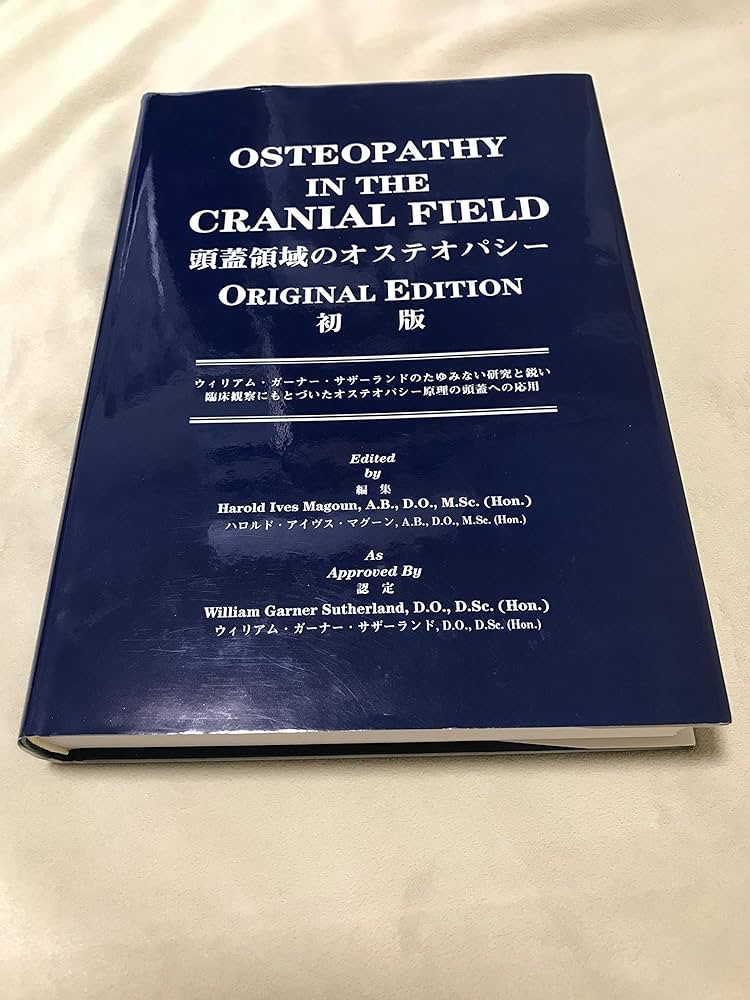 OSTEOPATHY
IN THE
CRANIAL FIELD
頭蓋領域のオステオパシー
ORIGINAL EDITION
初 版
ウィリアム・ガーナー・サザーランドのたゆみない研究と鋭い
臨床観察にもとづいたオステオパシー原理の頭蓋への応用
Edited
by
編 集
Harold Ives Magoun, A.B., D.O., M.Sc. (Hon.)
ハロルド・アイヴス・マグーン, A.B., D.O., M.Sc. (Hon.)
As
Approved By
認 定
William Garner Sutherland, D.O., D.Sc. (Hon.)
ウィリアム・ガーナー・サザーランド, D.O., D.Sc. (Hon.)